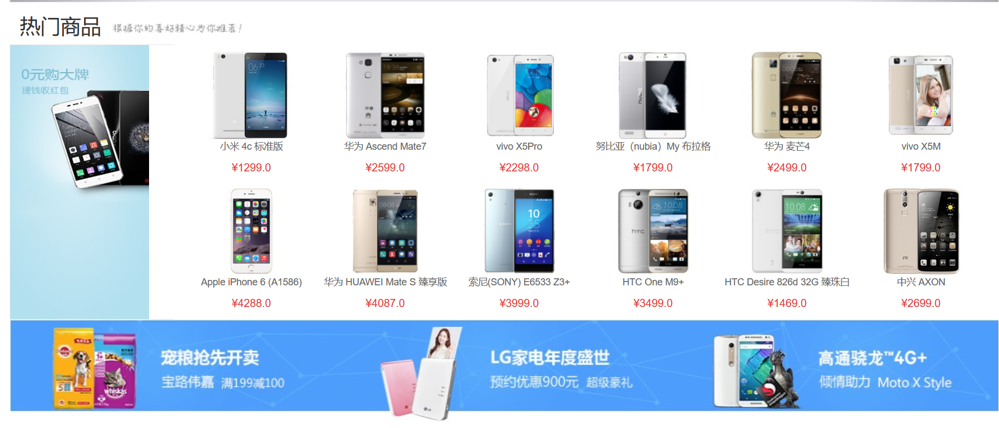 热门商品 根据你的喜好精心为你推荐!
0元购大牌
提钱收红包
小米 4c 标准版
¥1299.0
华为 Ascend Mate7
¥2599.0
vivo X5Pro
¥2298.0
努比亚（nubia）My 布拉格
¥1799.0
华为 麦芒4
¥2499.0
vivo X5M
¥1799.0
Apple iPhone 6 (A1586)
¥4288.0
华为 HUAWEI Mate S 臻享版
¥4087.0
索尼(SONY) E6533 Z3+
¥3999.0
HTC One M9+
¥3499.0
HTC Desire 826d 32G 臻珠白
¥1469.0
中兴 AXON
¥2699.0
whiskas
宠粮抢先开卖
宝路伟嘉 满199减100
LG家电年度盛世
预约优惠900元 超级豪礼
高通骁龙™4G+
倾情助力 Moto X Style